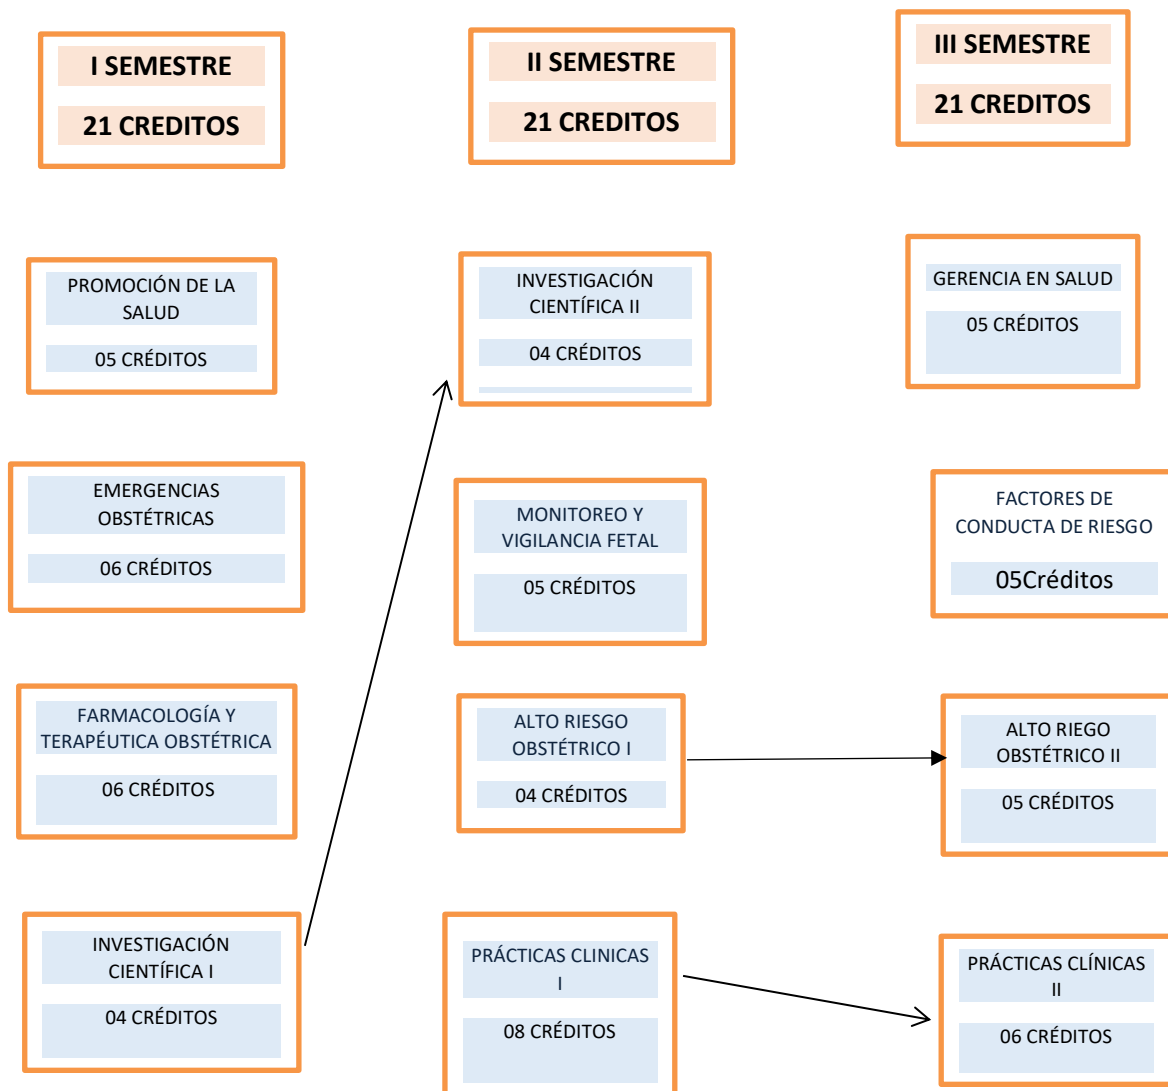 I SEMESTRE
21 CREDITOS
II SEMESTRE
21 CREDITOS
III SEMESTRE
21 CREDITOS
PROMOCIÓN DE LA
SALUD
05 CRÉDITOS
INVESTIGACIÓN
CIENTÍFICA II
04 CRÉDITOS
GERENCIA EN SALUD
05 CRÉDITOS
EMERGENCIAS
OBSTÉTRICAS
06 CRÉDITOS
MONITOREO Y
VIGILANCIA FETAL
05 CRÉDITOS
FACTORES DE
CONDUCTA DE RIESGO
05Créditos
FARMACOLOGÍA Y
TERAPÉUTICA OBSTÉTRICA
06 CRÉDITOS
ALTO RIESGO
OBSTÉTRICO I
04 CRÉDITOS
ALTO RIEGO
OBSTÉTRICO II
05 CRÉDITOS
INVESTIGACIÓN
CIENTÍFICA I
04 CRÉDITOS
PRÁCTICAS CLINICAS
I
08 CRÉDITOS
PRÁCTICAS CLÍNICAS
II
06 CRÉDITOS